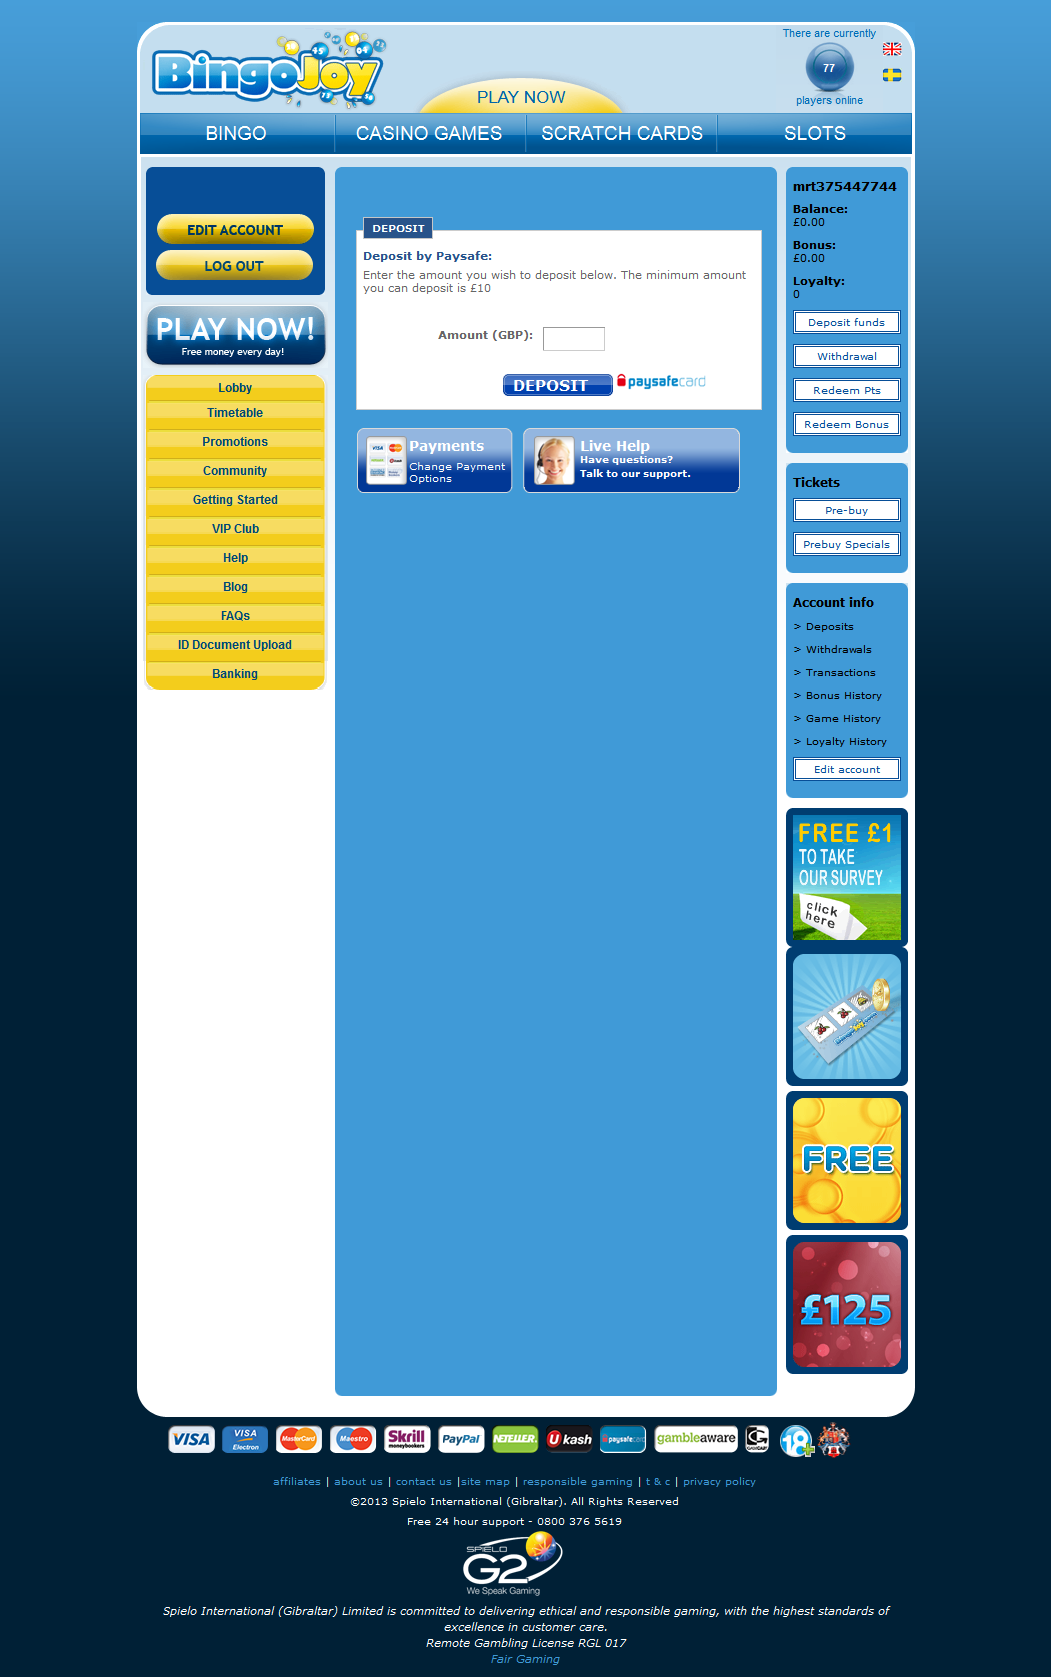 BingoJoy
There are currently
77
players online
PLAY NOW
BINGO
CASINO GAMES
SCRATCH CARDS
SLOTS
EDIT ACCOUNT
LOG OUT
PLAY NOW!
Free money every day!
Lobby
Timetable
Promotions
Community
Getting Started
VIP Club
Help
Blog
FAQs
ID Document Upload
Banking
DEPOSIT
Deposit by Paysafe:
Enter the amount you wish to deposit below. The minimum amount
you can deposit is £10
Amount (GBP):
DEPOSIT
paysafecard
Payments
Change Payment
Options
Live Help
Have questions?
Talk to our support.
mrt375447744
Balance:
£0.00
Bonus:
£0.00
Loyalty:
0
Deposit funds
Withdrawal
Redeem Pts
Redeem Bonus
Tickets
Pre-buy
Prebuy Specials
Account info
> Deposits
> Withdrawals
> Transactions
> Bonus History
> Game History
> Loyalty History
Edit account
FREE £1
TO TAKE
OUR SURVEY
click
here
FREE
£125
VISA
VISA
Electron
MasterCard
Maestro
Skrill
moneybookers
PayPal
NETELLER
Ukash
paysafecard
gambleaware
18+
affiliates | about us | contact us |site map | responsible gaming | t & c | privacy policy
©2013 Spielo International (Gibraltar). All Rights Reserved
Free 24 hour support - 0800 376 5619
SPIELO
G2
We Speak Gaming
Spielo International (Gibraltar) Limited is committed to delivering ethical and responsible gaming, with the highest standards of
excellence in customer care.
Remote Gambling License RGL 017
Fair Gaming